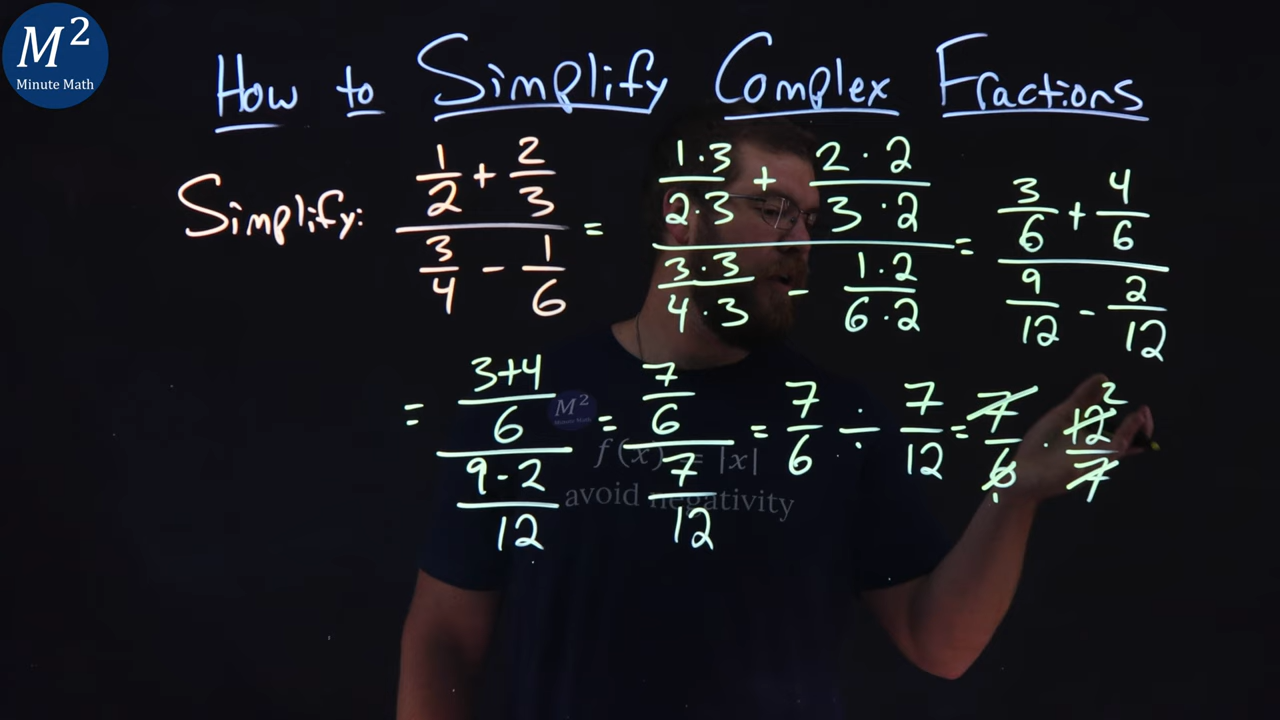 M²
Minute Math
How to Simplify Complex Fractions
Simplify: (1/2 + 2/3)/(3/4 - 1/6) = ((1·3)/(2·3) + (2·2)/(3·2))/((3·3)/(4·3) - (1·2)/(6·2)) = (3/6 + 4/6)/(9/12 - 2/12)
= ((3+4)/6)/((9-2)/12) = (7/6)/(7/12) = 7/6 ÷ 7/12 = 7/6 · 12/7 2
M²
Minute Math
f(x) = |x|
avoid negativity